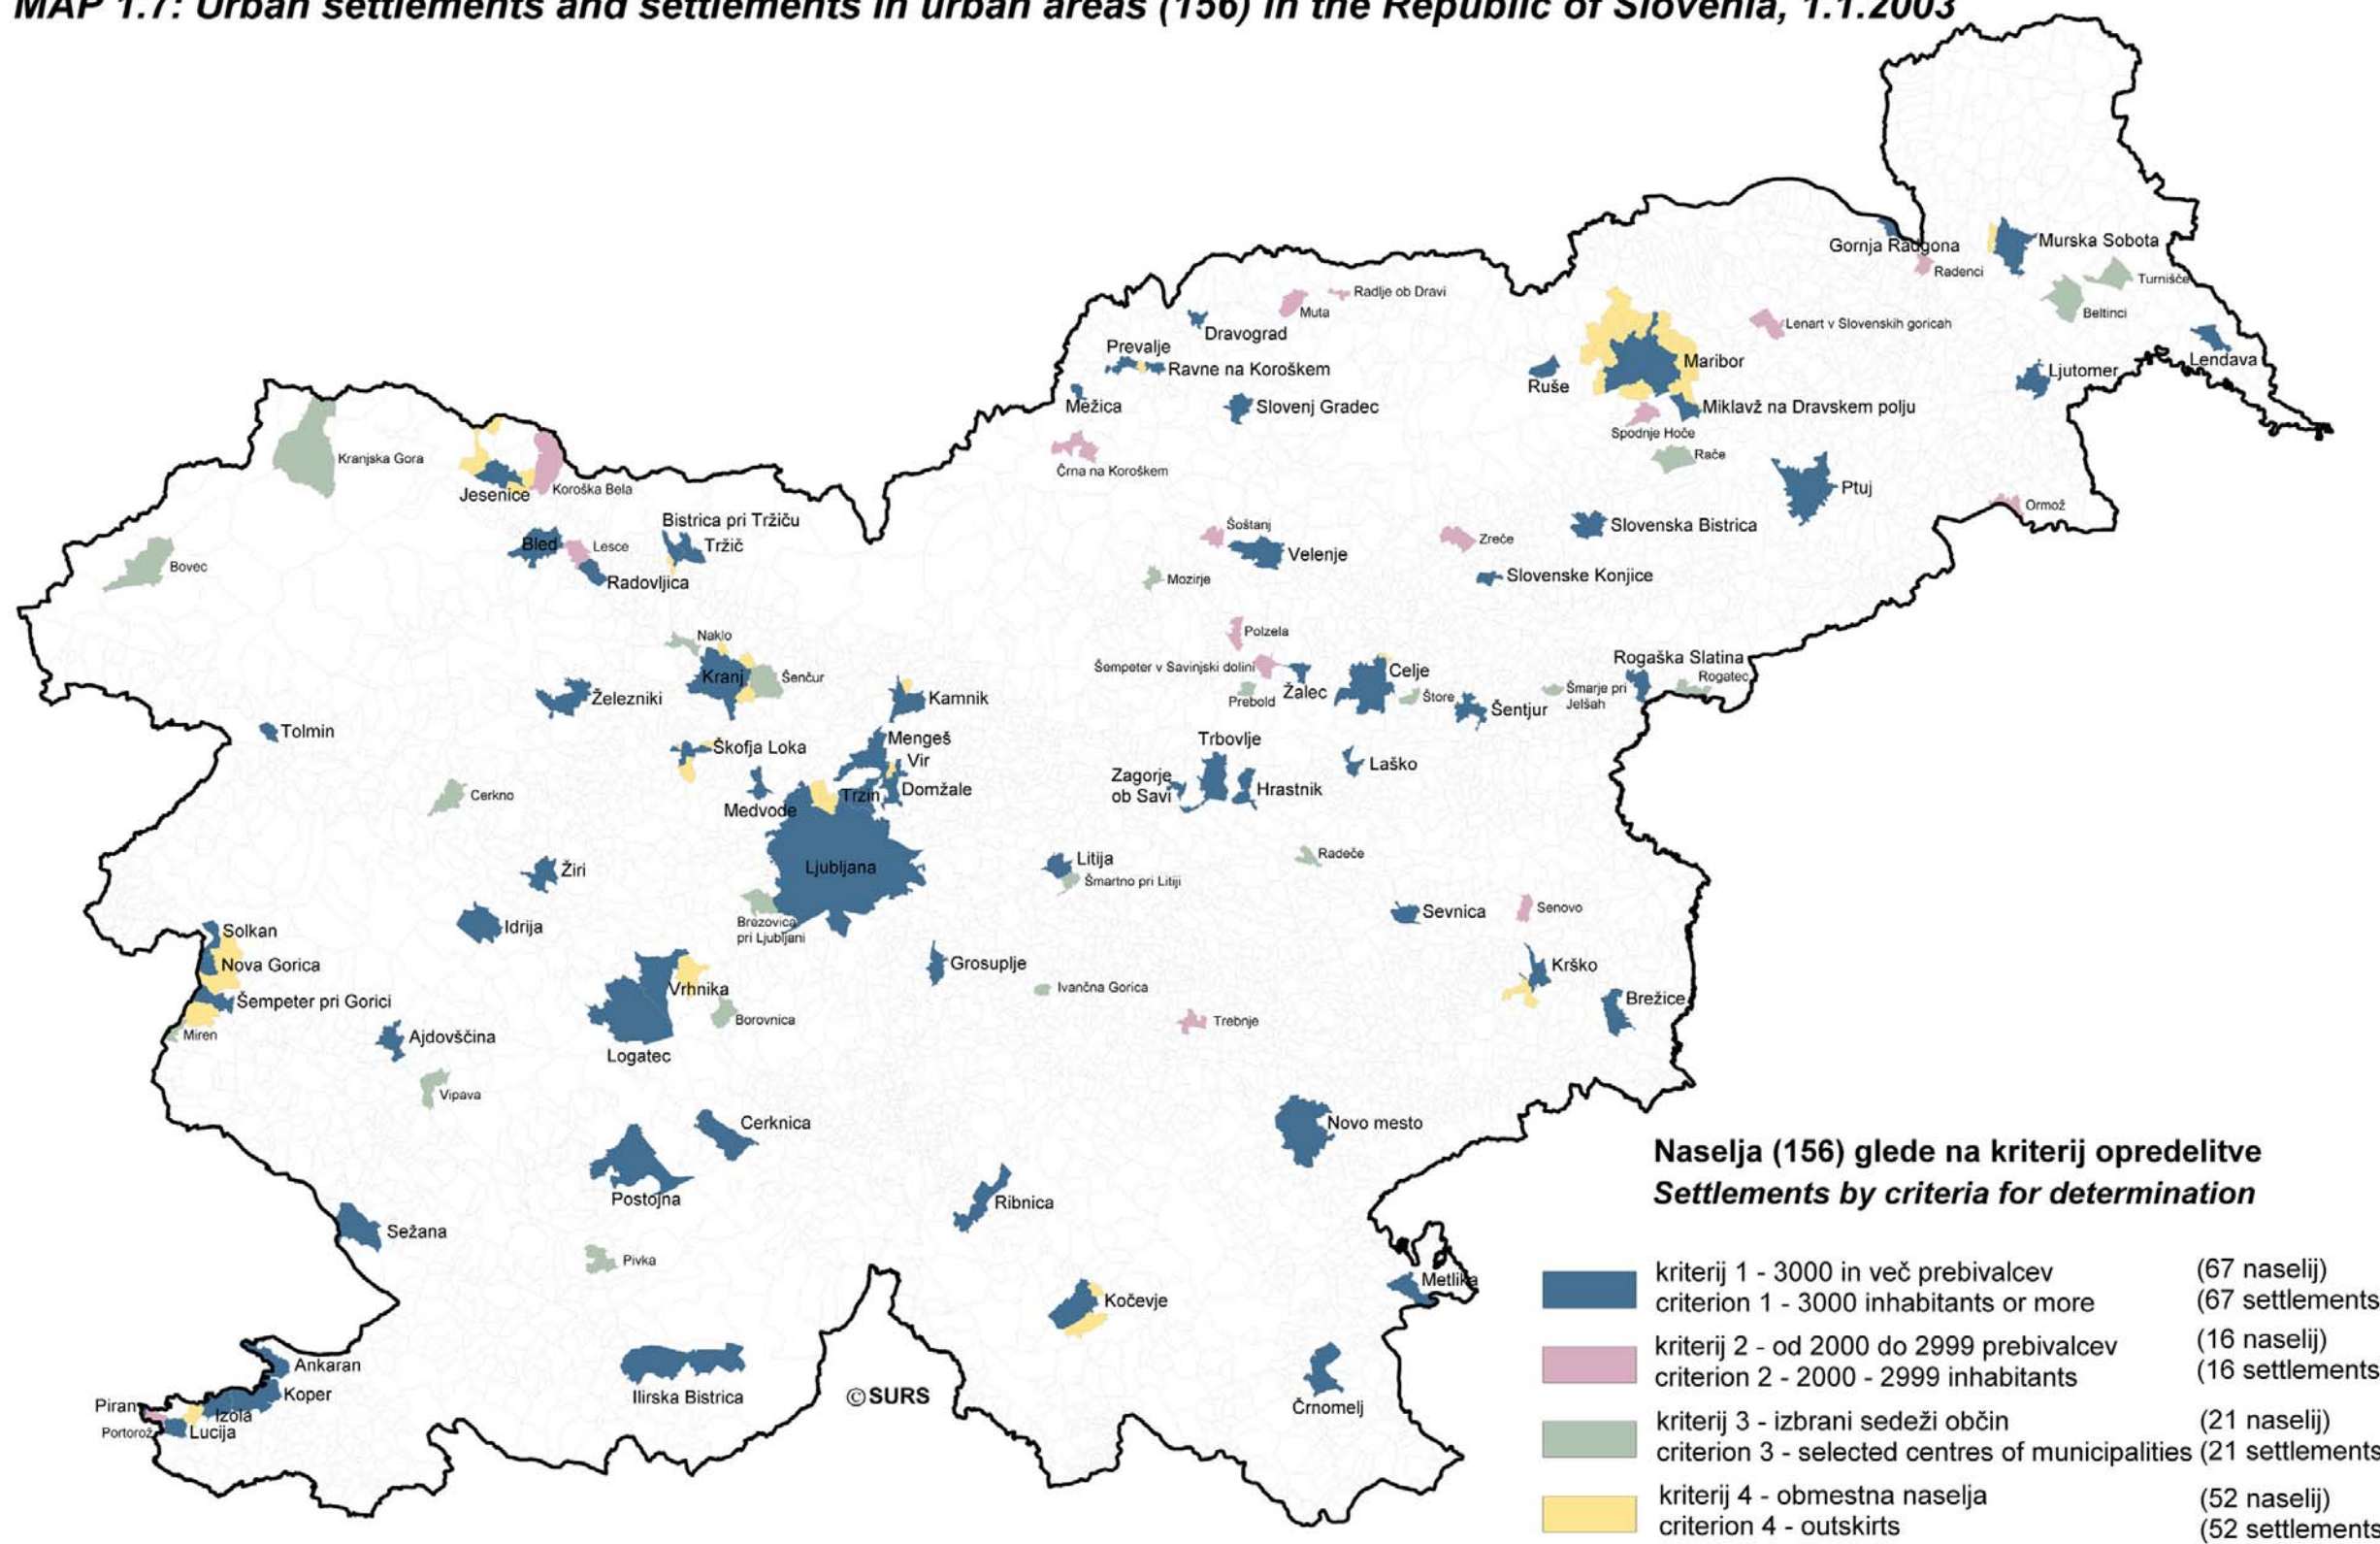 MAP 1.7: Urban settlements and settlements in urban areas (156) in the Republic of Slovenia, 1.1.2003
Gornja Radgona
Murska Sobota
Radenci
Turnišče
Beltinci
Radlje ob Dravi
Muta
Lenart v Slovenskih goricah
Dravograd
Prevalje
Ravne na Koroškem
Maribor
Lendava
Ljutomer
Ruše
Mežica
Slovenj Gradec
Miklavž na Dravskem polju
Spodnje Hoče
Rače
Črna na Koroškem
Kranjska Gora
Jesenice
Koroška Bela
Ptuj
Ormož
Bistrica pri Tržiču
Tržič
Šoštanj
Slovenska Bistrica
Bled
Lesce
Velenje
Zreče
Bovec
Radovljica
Mozirje
Slovenske Konjice
Naklo
Polzela
Kranj
Šenčur
Šempeter v Savinjski dolini
Celje
Rogaška Slatina
Rogatec
Železniki
Kamnik
Prebold
Žalec
Štore
Šentjur
Šmarje pri
Jelšah
Tolmin
Škofja Loka
Mengeš
Vir
Trbovlje
Laško
Cerkno
Medvode
Trzin
Domžale
Zagorje
ob Savi
Hrastnik
Žiri
Ljubljana
Litija
Šmartno pri Litiji
Radeče
Idrija
Brezovica
pri Ljubljani
Sevnica
Senovo
Solkan
Nova Gorica
Grosuplje
Krško
Šempeter pri Gorici
Vrhnika
Ivančna Gorica
Brežice
Miren
Ajdovščina
Borovnica
Trebnje
Logatec
Vipava
Cerknica
Novo mesto
Postojna
Ribnica
Sežana
Pivka
Kočevje
Metlika
Ankaran
Koper
Piran
Izola
Portorož
Lucija
Ilirska Bistrica
©SURS
Črnomelj
Naselja (156) glede na kriterij opredelitve
Settlements by criteria for determination
kriterij 1 - 3000 in več prebivalcev (67 naselij)
criterion 1 - 3000 inhabitants or more (67 settlements
kriterij 2 - od 2000 do 2999 prebivalcev (16 naselij)
criterion 2 - 2000 - 2999 inhabitants (16 settlements
kriterij 3 - izbrani sedeži občin (21 naselij)
criterion 3 - selected centres of municipalities (21 settlements
kriterij 4 - obmestna naselja (52 naselij)
criterion 4 - outskirts (52 settlements